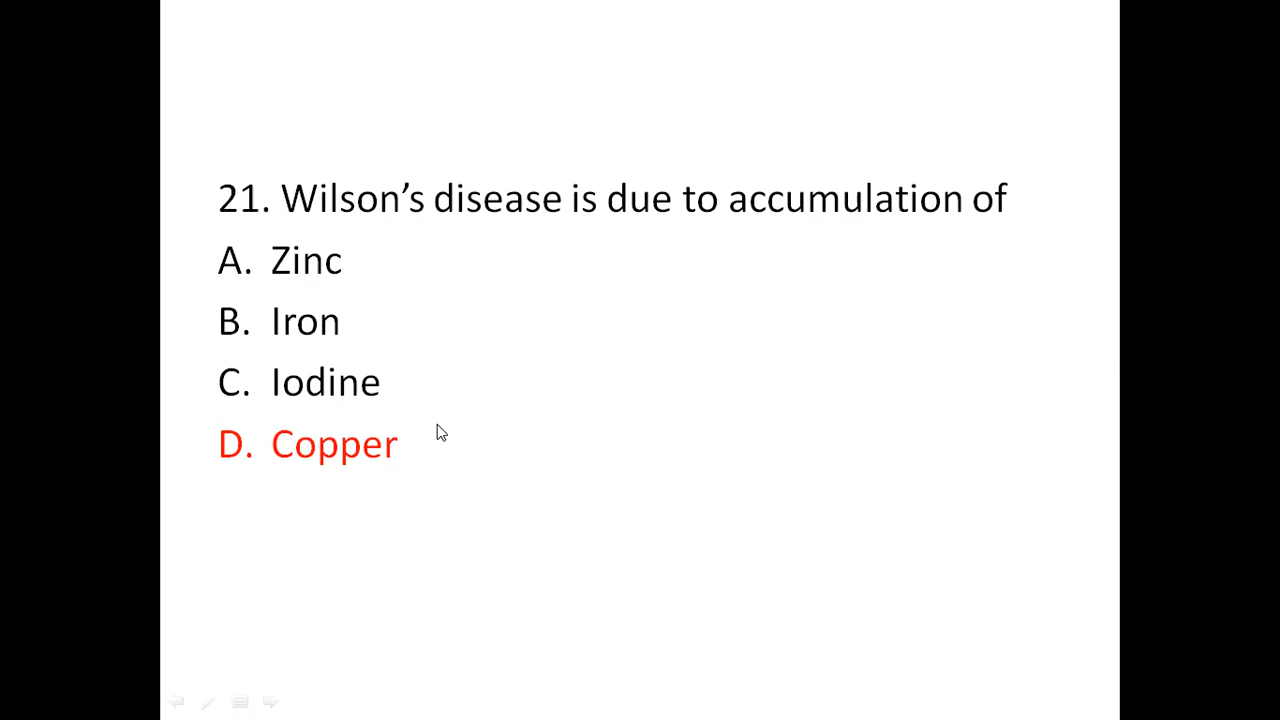 21. Wilson’s disease is due to accumulation of
A. Zinc
B. Iron
C. Iodine
D. Copper